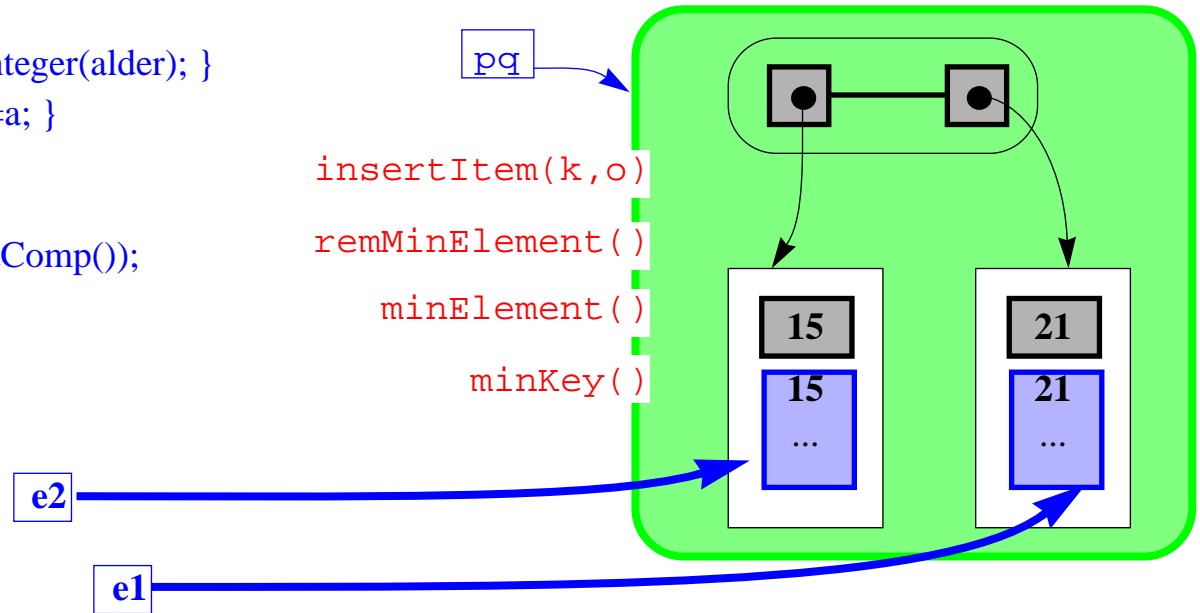 nteger(alder); }
=a; }
Comp());
pq
insertItem(k,o)
remMinElement()
minElement()
minKey()
15
21
15
21
...
...
e2
e1